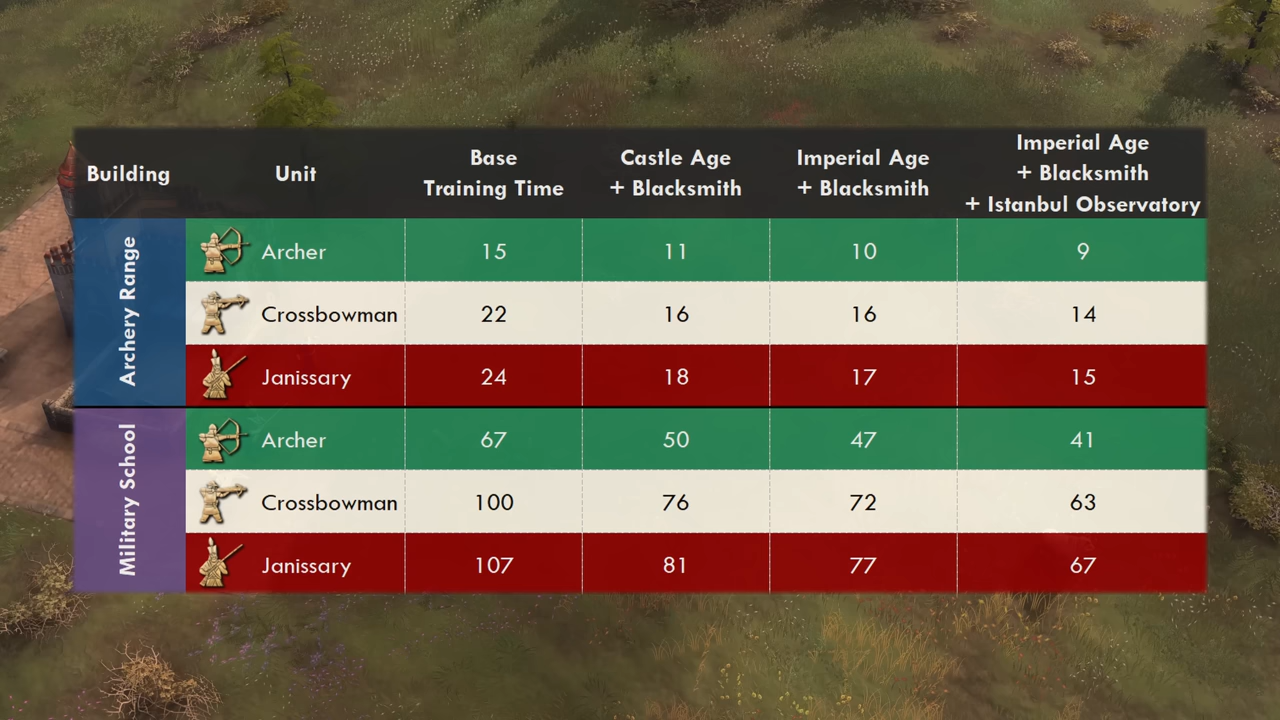 Building Unit Base Training Time Castle Age + Blacksmith Imperial Age + Blacksmith Imperial Age + Blacksmith + Istanbul Observatory
Archery Range
Archer 15 11 10 9
Crossbowman 22 16 16 14
Janissary 24 18 17 15
Military School
Archer 67 50 47 41
Crossbowman 100 76 72 63
Janissary 107 81 77 67